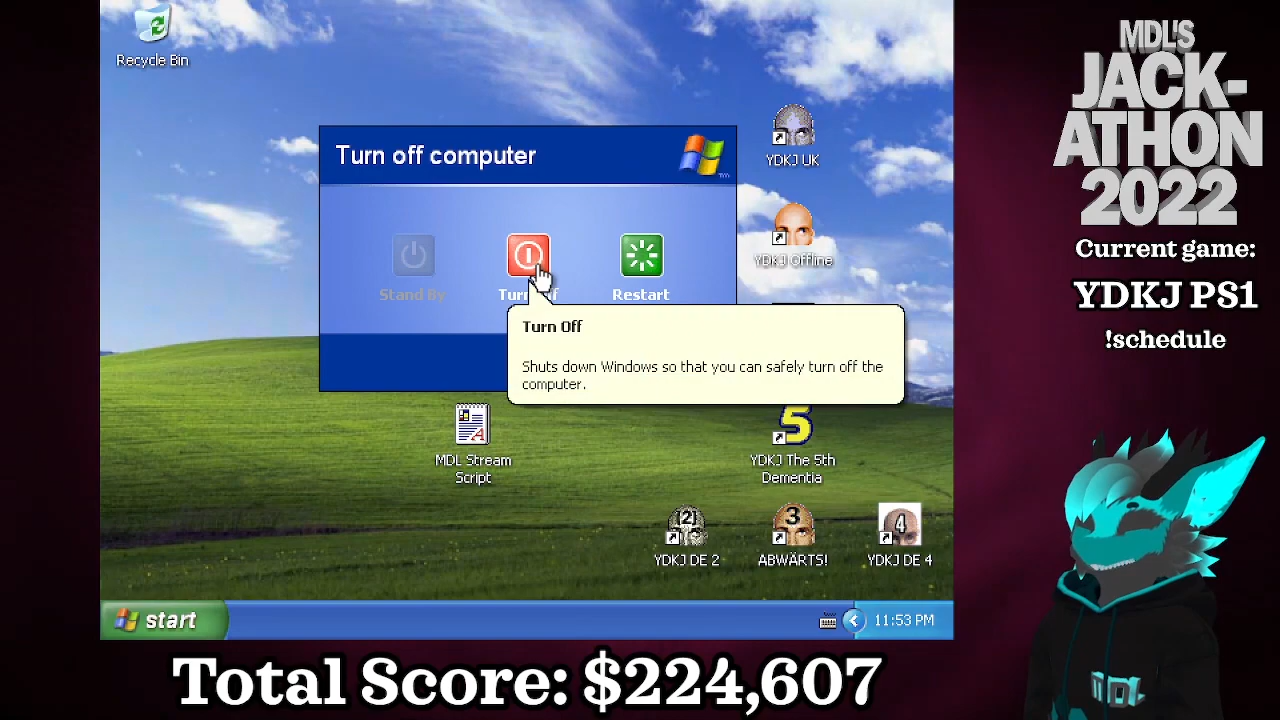 Recycle Bin
Turn off computer
Stand By
Restart
Turn Off
Shuts down Windows so that you can safely turn off the
computer.
YDKJ UK
YDKJ Offline
MDL Stream
Script
5
YDKJ The 5th
Dementia
2
YDKJ DE 2
3
ABWÄRTS!
4
YDKJ DE 4
start
11:53 PM
Total Score: $224,607
MDL'S
JACK-
ATHON
2022
Current game:
YDKJ PS1
!schedule
MDL